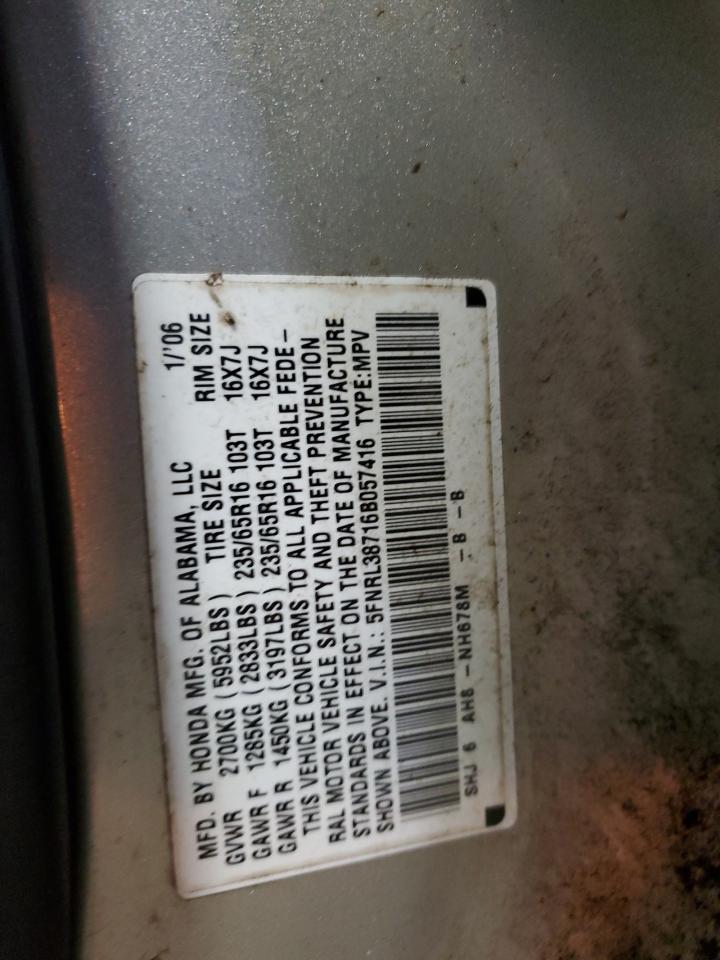 MFD. BY HONDA MFG. OF ALABAMA, LLC 1/'06
GVWR 2700KG (5952LBS) TIRE SIZE RIM SIZE
GAWR F 1285KG (2833LBS) 235/65R16 103T 16X7J
GAWR R 1450KG (3197LBS) 235/65R16 103T 16X7J
THIS VEHICLE CONFORMS TO ALL APPLICABLE FEDE-
RAL MOTOR VEHICLE SAFETY AND THEFT PREVENTION
STANDARDS IN EFFECT ON THE DATE OF MANUFACTURE
SHOWN ABOVE. V.I.N.: 5FNRL38716B057416 TYPE:MPV
SHJ 6 AH8 -NH678M -B -B